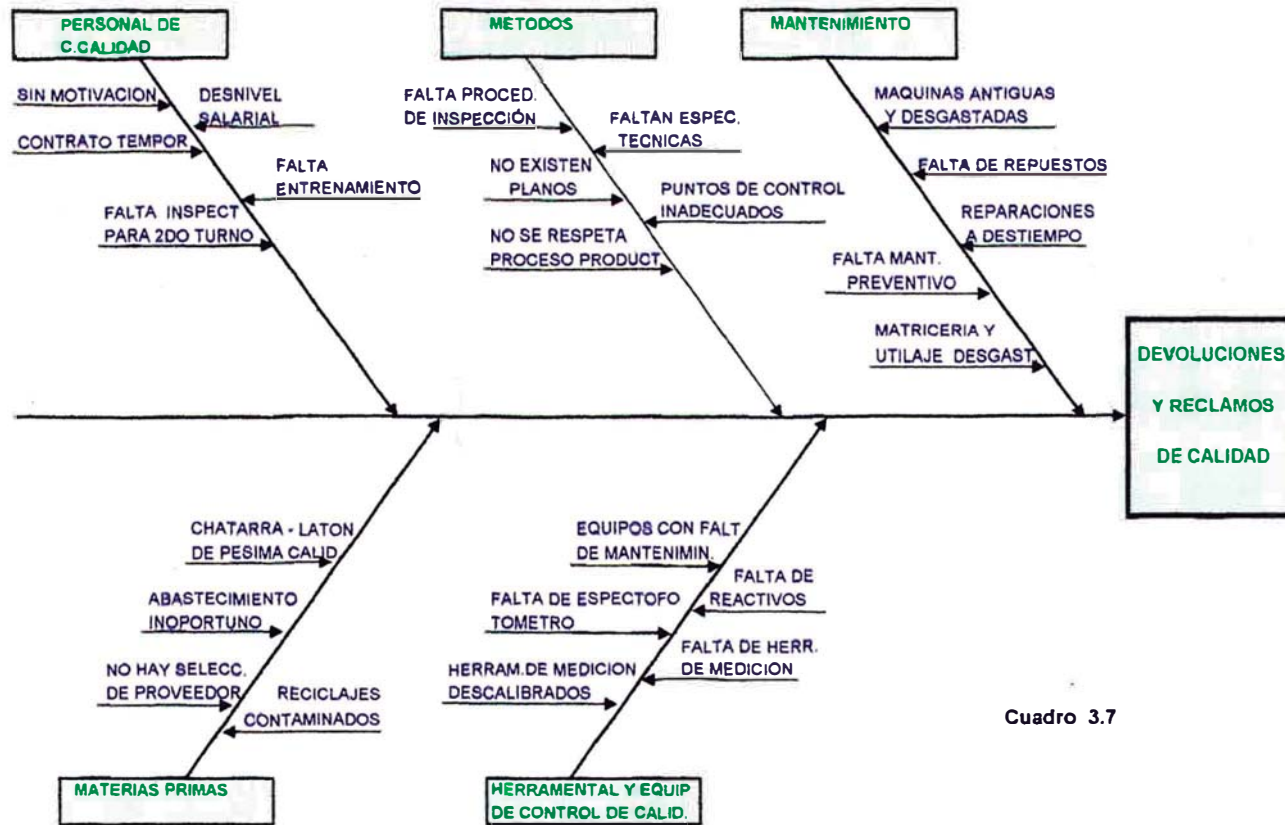 PERSONAL DE
C.CALIDAD
SIN MOTIVACION
DESNIVEL
SALARIAL
CONTRATO TEMPOR
FALTA
ENTRENAMIENTO
FALTA INSPECT
PARA 2DO TURNO
METODOS
FALTA PROCED.
DE INSPECCIÓN
FALTAN ESPEC.
TECNICAS
NO EXISTEN
PLANOS
PUNTOS DE CONTROL
INADECUADOS
NO SE RESPETA
PROCESO PRODUCT
MANTENIMIENTO
MAQUINAS ANTIGUAS
Y DESGASTADAS
FALTA DE REPUESTOS
REPARACIONES
A DESTIEMPO
FALTA MANT.
PREVENTIVO
MATRICERIA Y
UTILAJE DESGAST
DEVOLUCIONES
Y RECLAMOS
DE CALIDAD
CHATARRA - LATON
DE PESIMA CALID
ABASTECIMIENTO
INOPORTUNO
NO HAY SELECC.
DE PROVEEDOR
RECICLAJES
CONTAMINADOS
MATERIAS PRIMAS
EQUIPOS CON FALT
DE MANTENIMIN.
FALTA DE
REACTIVOS
FALTA DE ESPECTOFO
TOMETRO
FALTA DE HERR.
DE MEDICION
HERRAM.DE MEDICION
DESCALIBRADOS
HERRAMENTAL Y EQUIP
DE CONTROL DE CALID.
Cuadro 3.7